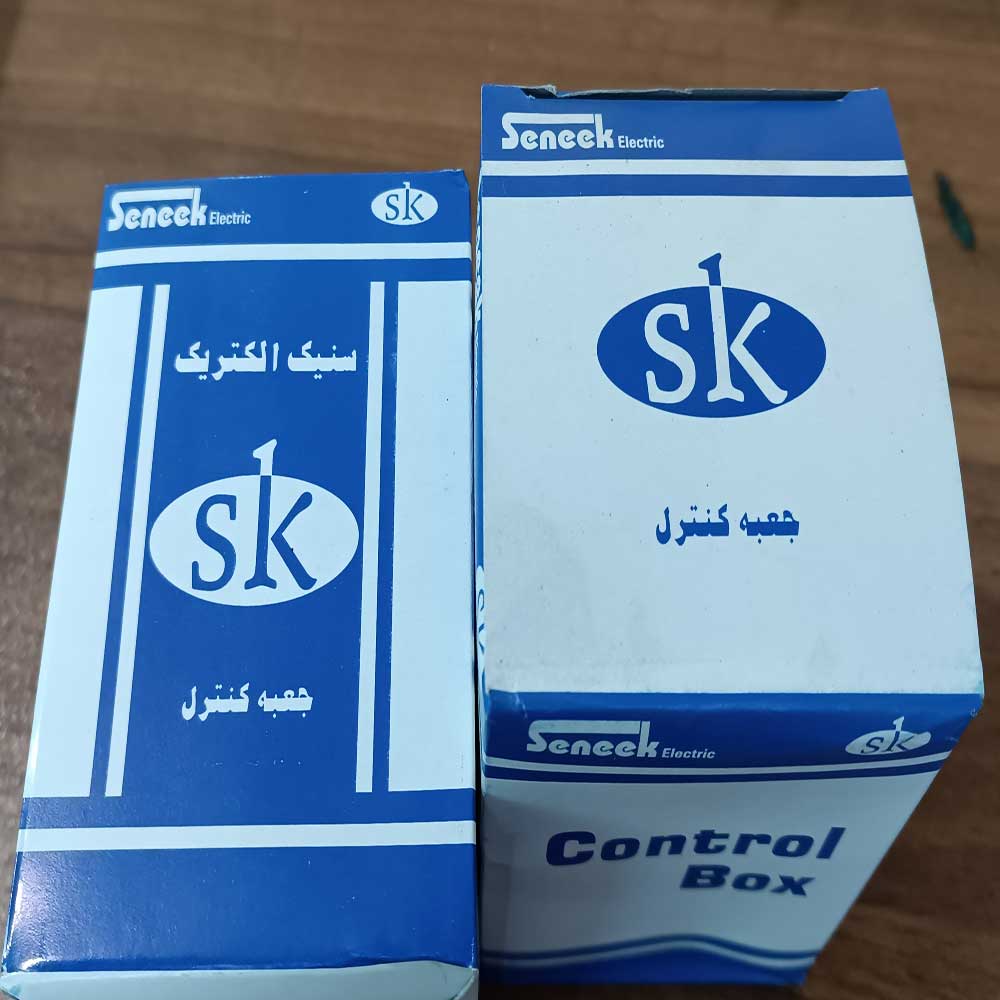 Seneek Electric
sk
سنیک الکتریک
sk
جعبه کنترل
Seneek Electric
sk
جعبه کنترل
Seneek Electric
sk
Control
Box